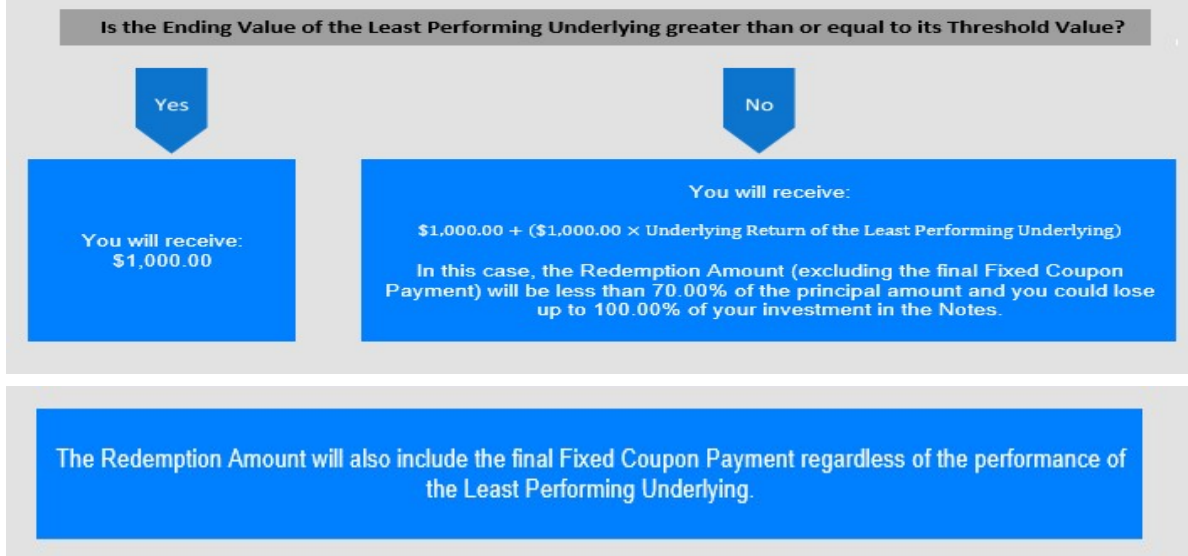 Is the Ending Value of the Least Performing Underlying greater than or equal to its Threshold Value?
Yes
No
You will receive:
$1,000.00
You will receive:
$1,000.00 + ($1,000.00 × Underlying Return of the Least Performing Underlying)
In this case, the Redemption Amount (excluding the final Fixed Coupon
Payment) will be less than 70.00% of the principal amount and you could lose
up to 100.00% of your investment in the Notes.
The Redemption Amount will also include the final Fixed Coupon Payment regardless of the performance of
the Least Performing Underlying.